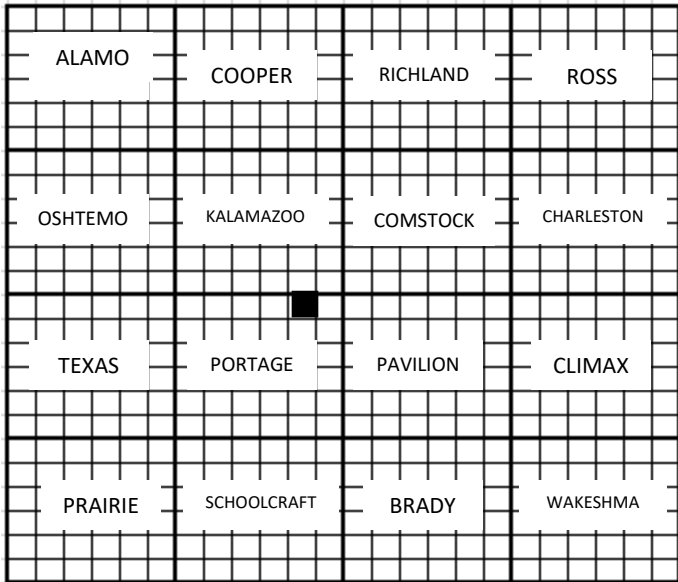 ALAMO
COOPER
RICHLAND
ROSS
OSHTEMO
KALAMAZOO
COMSTOCK
CHARLESTON
TEXAS
PORTAGE
PAVILION
CLIMAX
PRAIRIE
SCHOOLCRAFT
BRADY
WAKESHMA